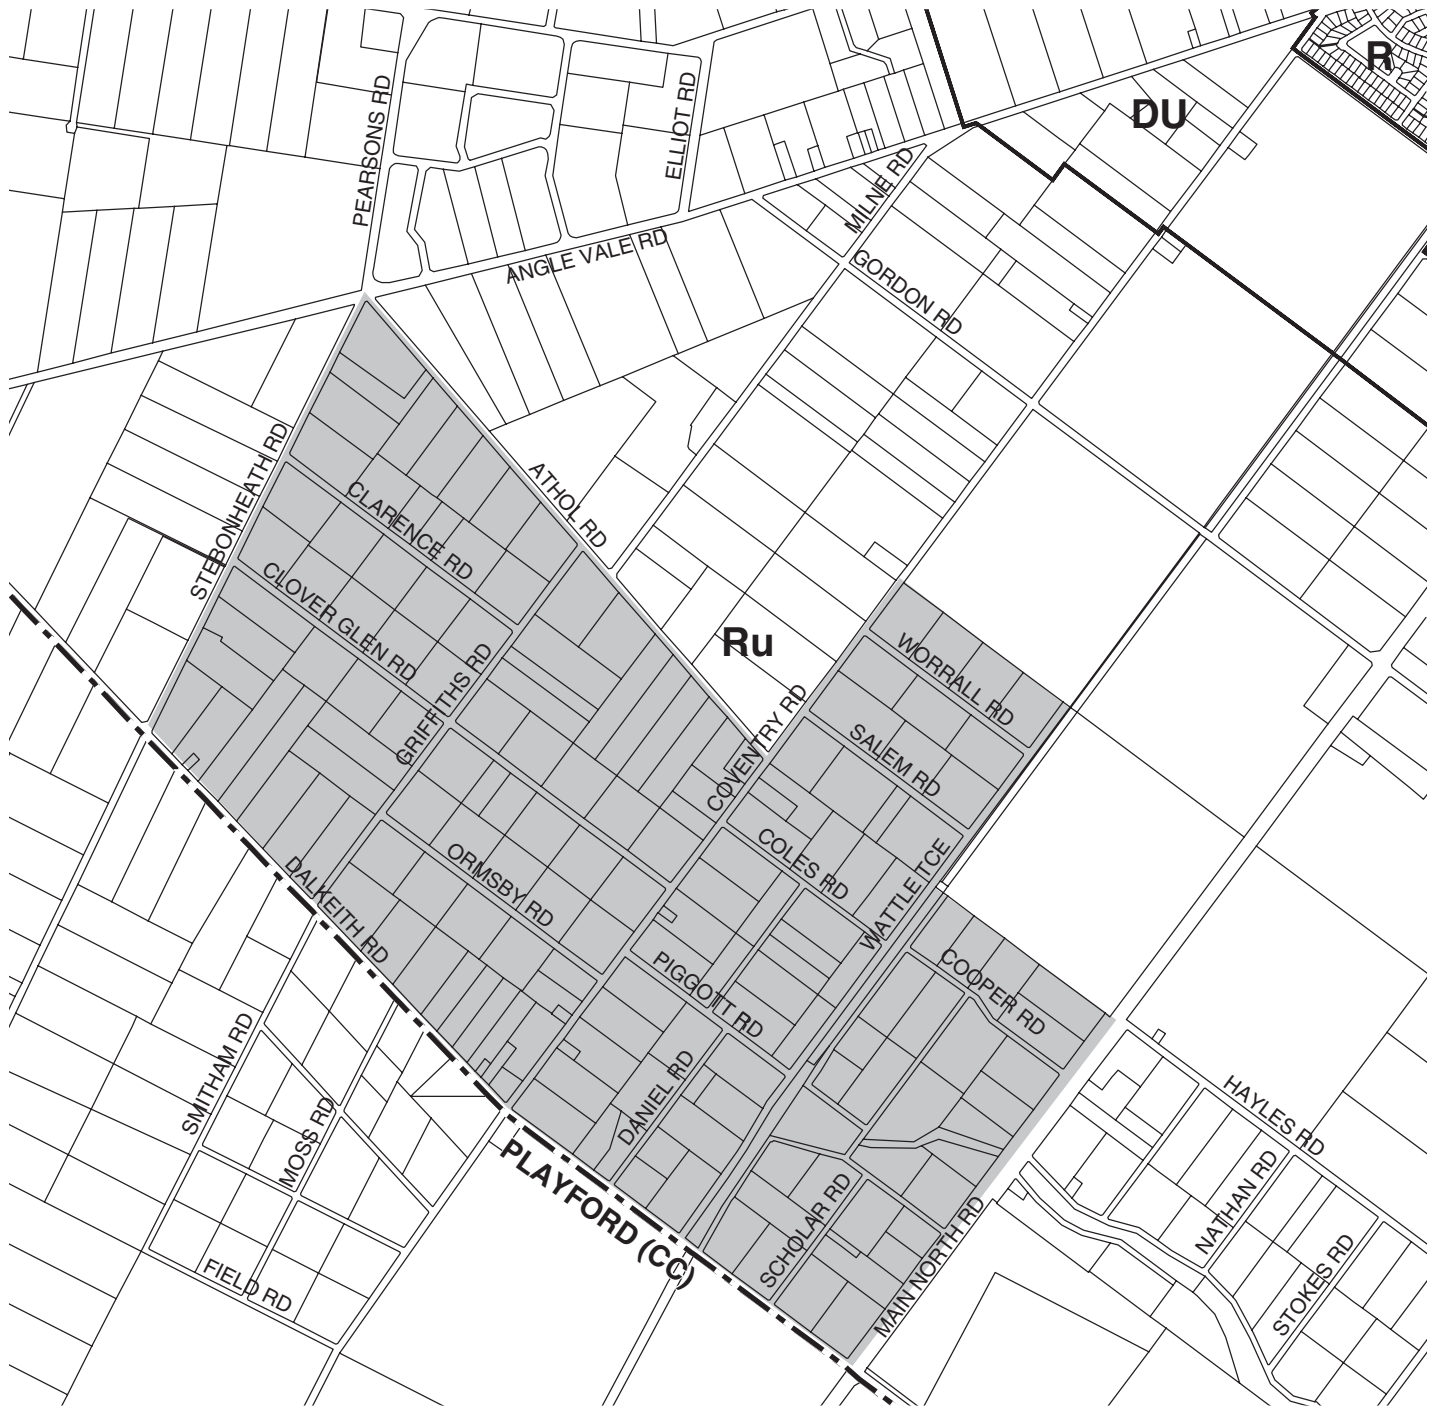 R
DU
PEARSONS RD
ELLIOT RD
MILNE RD
ANGLE VALE RD
GORDON RD
STEBONHEATH RD
CLARENCE RD
ATHOL RD
CLOVER GLEN RD
GRIFFITHS RD
Ru
WORRALL RD
COVENTRY RD
SALEM RD
COLES RD
WATTLE TCE
ORMSBY RD
DALKEITH RD
PIGGOTT RD
COOPER RD
SMITHAM RD
MOSS RD
DANIEL RD
HAYLES RD
PLAYFORD (CC)
SCHOLAR RD
NATHAN RD
MAIN NORTH RD
STOKES RD
FIELD RD